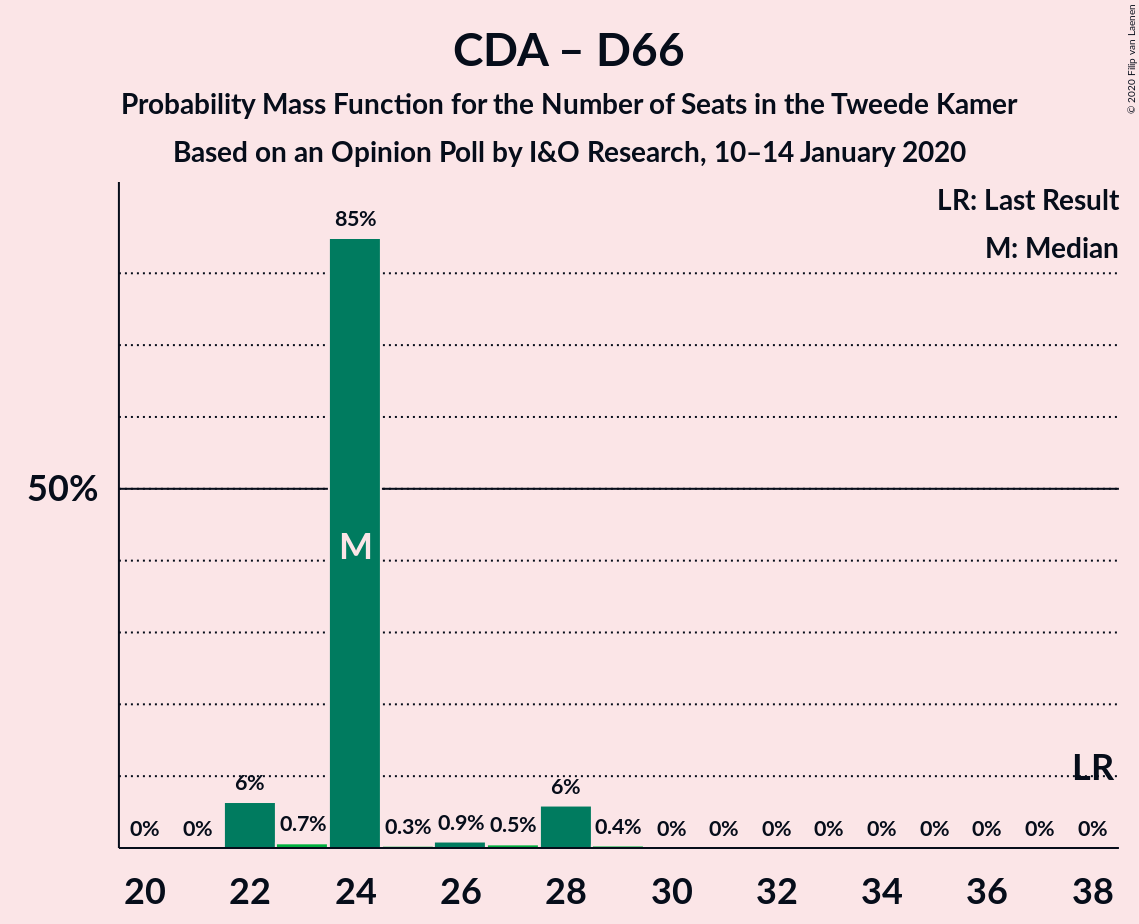 CDA – D66
Probability Mass Function for the Number of Seats in the Tweede Kamer
Based on an Opinion Poll by I&O Research, 10–14 January 2020
© 2020 Filip van Laenen
LR: Last Result
M: Median
50%
0% 0% 6% 0.7% 85% 0.3% 0.9% 0.5% 6% 0.4% 0% 0% 0% 0% 0% 0% 0% 0% 0%
M
LR
20 22 24 26 28 30 32 34 36 38